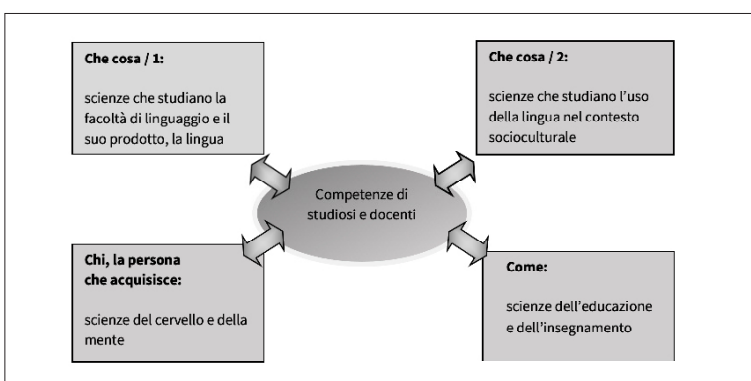 Che cosa / 1:
scienze che studiano la
facoltà di linguaggio e il
suo prodotto, la lingua
Che cosa / 2:
scienze che studiano l'uso
della lingua nel contesto
socioculturale
Competenze di
studiosi e docenti
Chi, la persona
che acquisisce:
scienze del cervello e della
mente
Come:
scienze dell'educazione
e dell'insegnamento